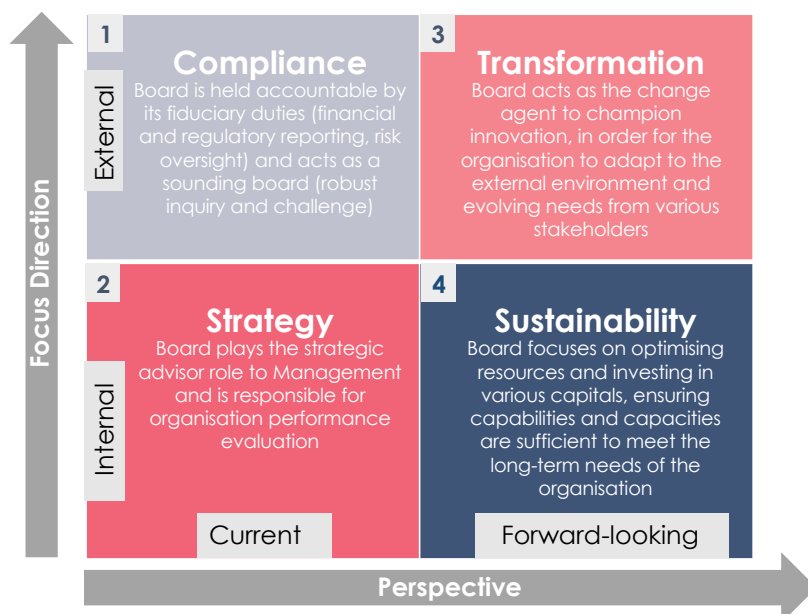 1
Compliance
Board is held accountable by
its fiduciary duties (financial
and regulatory reporting, risk
oversight) and acts as a
sounding board (robust
inquiry and challenge)
3
Transformation
Board acts as the change
agent to champion
innovation, in order for the
organisation to adapt to the
external environment and
evolving needs from various
stakeholders
External
Focus Direction
2
Strategy
Board plays the strategic
advisor role to Management
and is responsible for
organisation performance
evaluation
4
Sustainability
Board focuses on optimising
resources and investing in
various capitals, ensuring
capabilities and capacities
are sufficient to meet the
long-term needs of the
organisation
Internal
Current
Forward-looking
Perspective